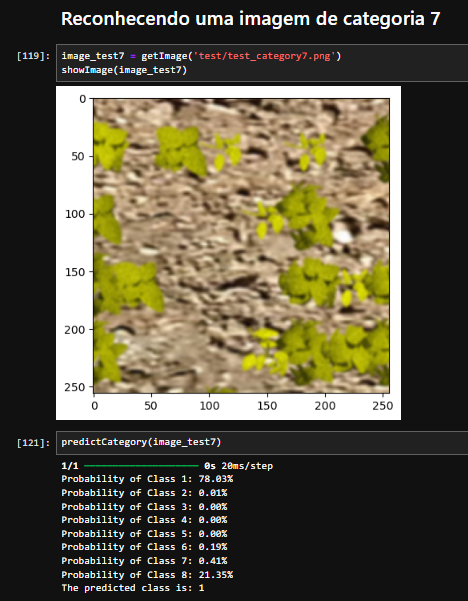 Reconhecendo uma imagem de categoria 7
[119]: image_test7 = getImage('test/test_category7.png')
showImage(image_test7)
0
50
100
150
200
250
0 50 100 150 200 250
[121]: predictCategory(image_test7)
1/1 ━━━━━━━━━━━━━━━━━━━━ 0s 20ms/step
Probability of Class 1: 78.03%
Probability of Class 2: 0.01%
Probability of Class 3: 0.00%
Probability of Class 4: 0.00%
Probability of Class 5: 0.00%
Probability of Class 6: 0.19%
Probability of Class 7: 0.41%
Probability of Class 8: 21.35%
The predicted class is: 1